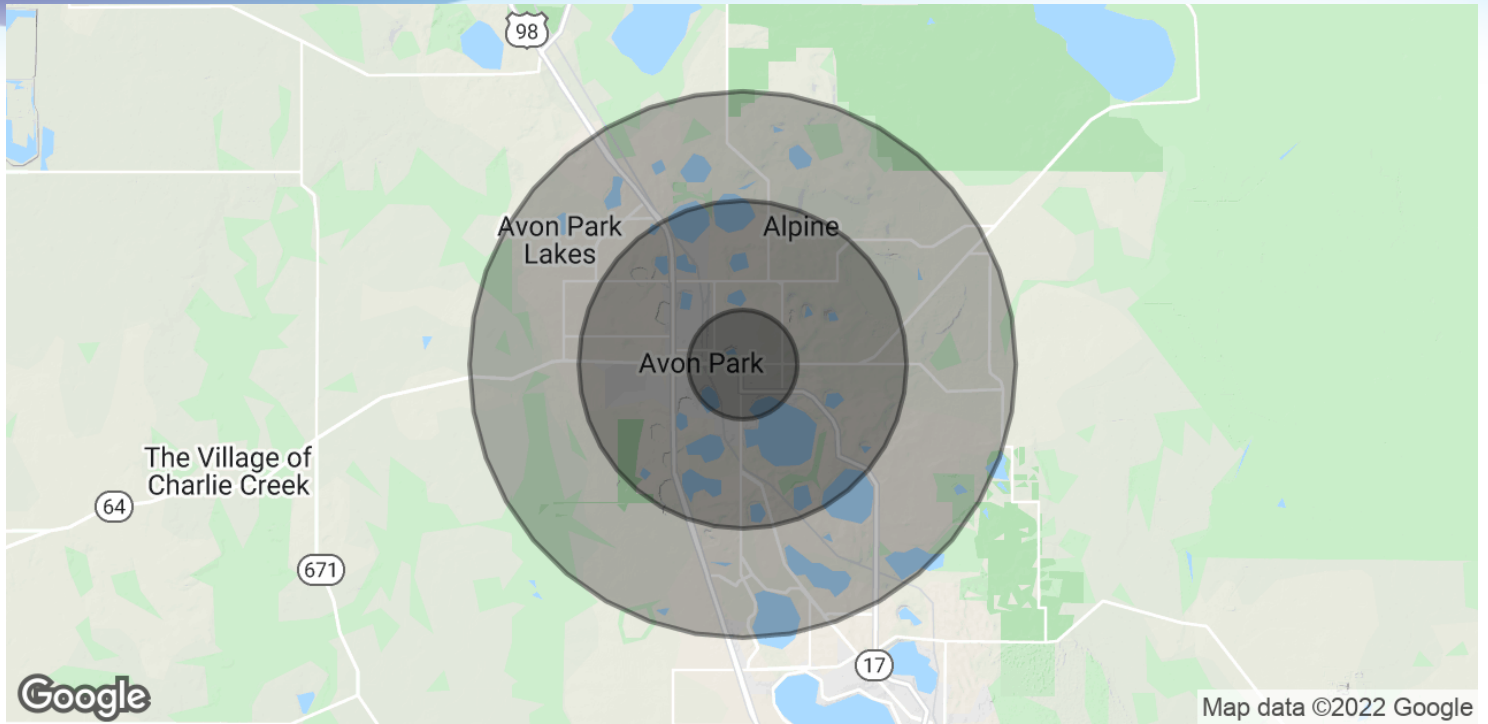 98
Avon Park
Lakes
Alpine
Avon Park
The Village of
Charlie Creek
64
671
17
Google
Map data ©2022 Google